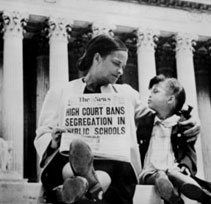 The News
HIGH COURT BANS
SEGREGATION IN
PUBLIC SCHOOLS